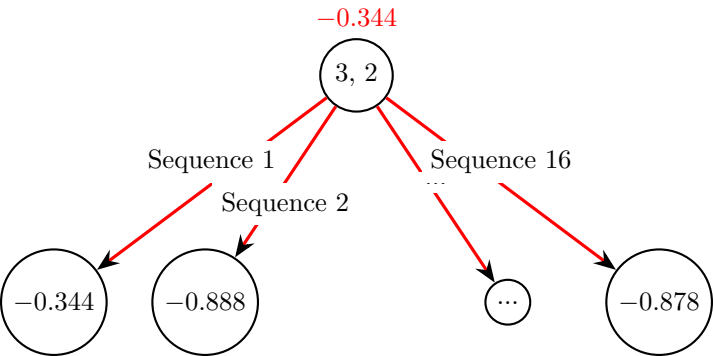 −0.344
3, 2
Sequence 1
Sequence 16
...
Sequence 2
−0.344
−0.888
...
−0.878